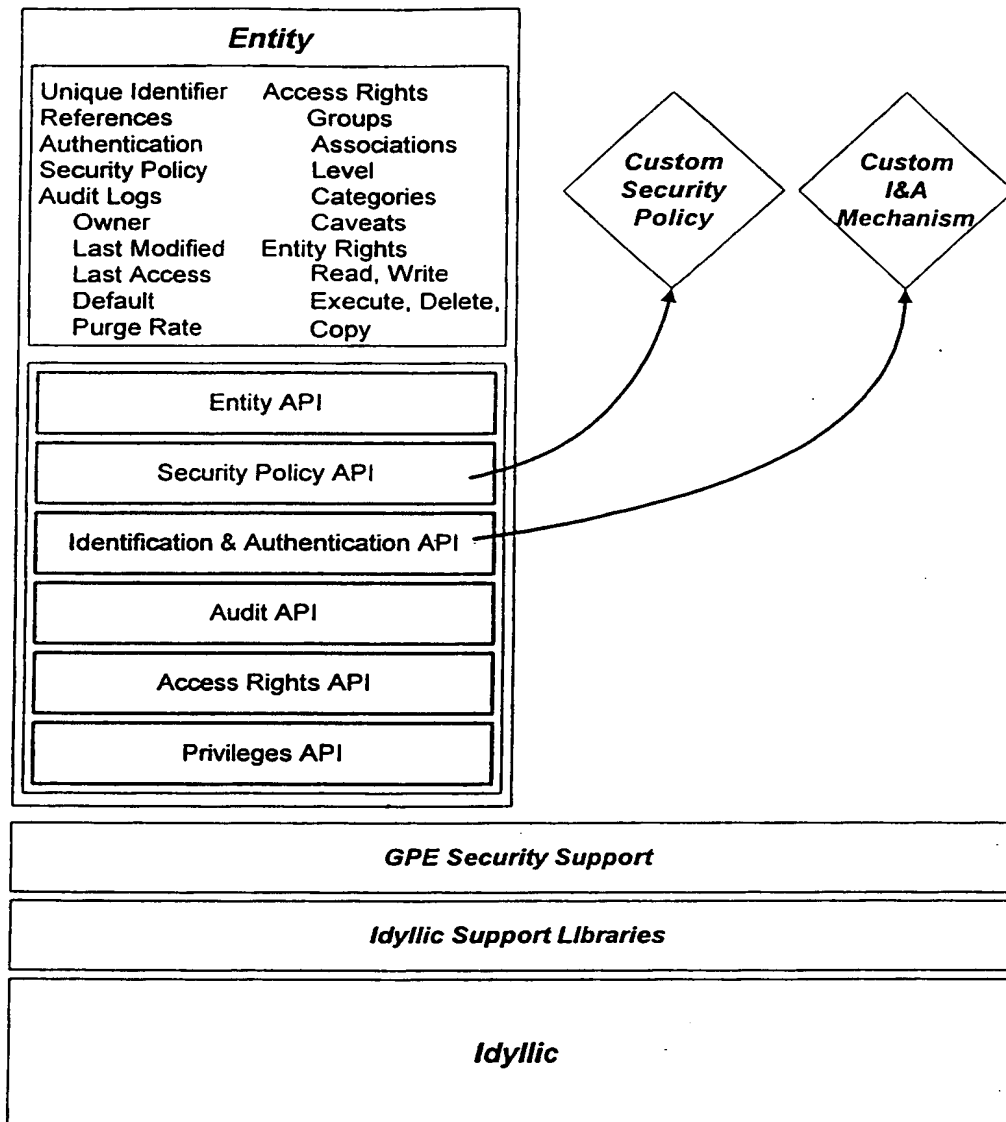 Entity
Unique Identifier
References
Authentication
Security Policy
Audit Logs
Owner
Last Modified
Last Access
Default
Purge Rate
Access Rights
Groups
Associations
Level
Categories
Caveats
Entity Rights
Read, Write
Execute, Delete,
Copy
Custom
Security
Policy
Custom
I&A
Mechanism
Entity API
Security Policy API
Identification & Authentication API
Audit API
Access Rights API
Privileges API
GPE Security Support
Idyllic Support Libraries
Idyllic